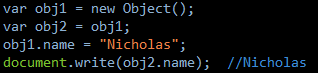 var obj1 = new Object();
var obj2 = obj1;
obj1.name = "Nicholas";
document.write(obj2.name);  //Nicholas